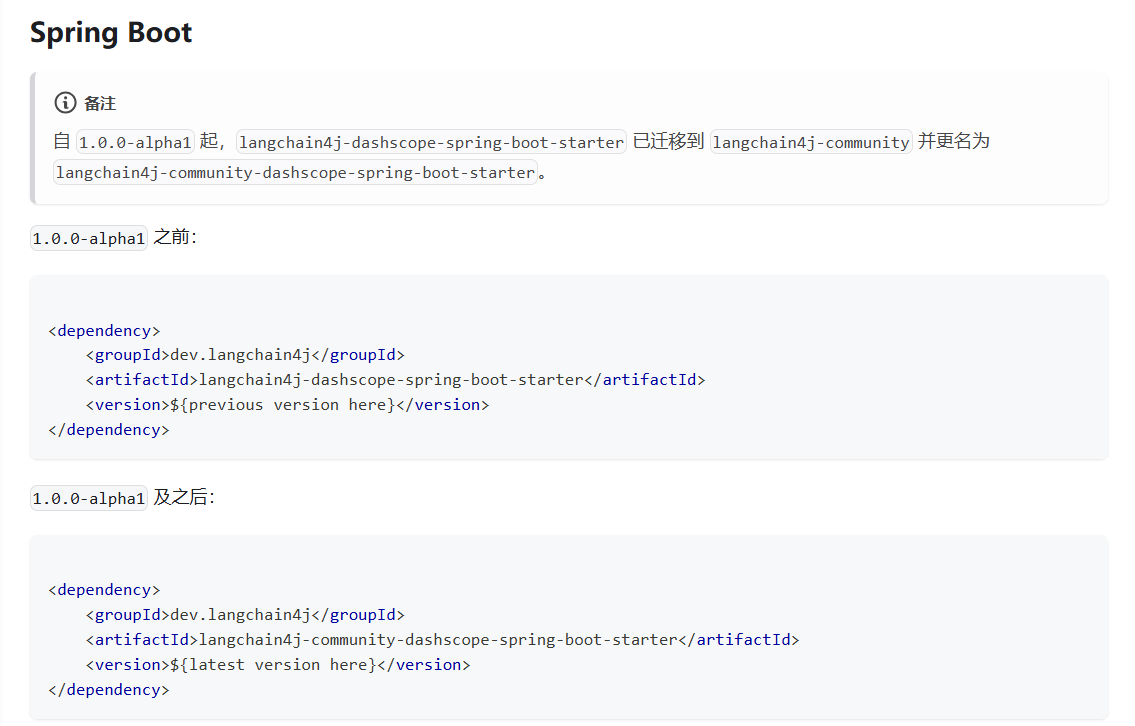 Spring Boot
备注
自 1.0.0-alpha1 起，langchain4j-dashscope-spring-boot-starter 已迁移到 langchain4j-community 并更名为
langchain4j-community-dashscope-spring-boot-starter。
1.0.0-alpha1 之前：
<dependency>
    <groupId>dev.langchain4j</groupId>
    <artifactId>langchain4j-dashscope-spring-boot-starter</artifactId>
    <version>${previous version here}</version>
</dependency>
1.0.0-alpha1 及之后：
<dependency>
    <groupId>dev.langchain4j</groupId>
    <artifactId>langchain4j-community-dashscope-spring-boot-starter</artifactId>
    <version>${latest version here}</version>
</dependency>